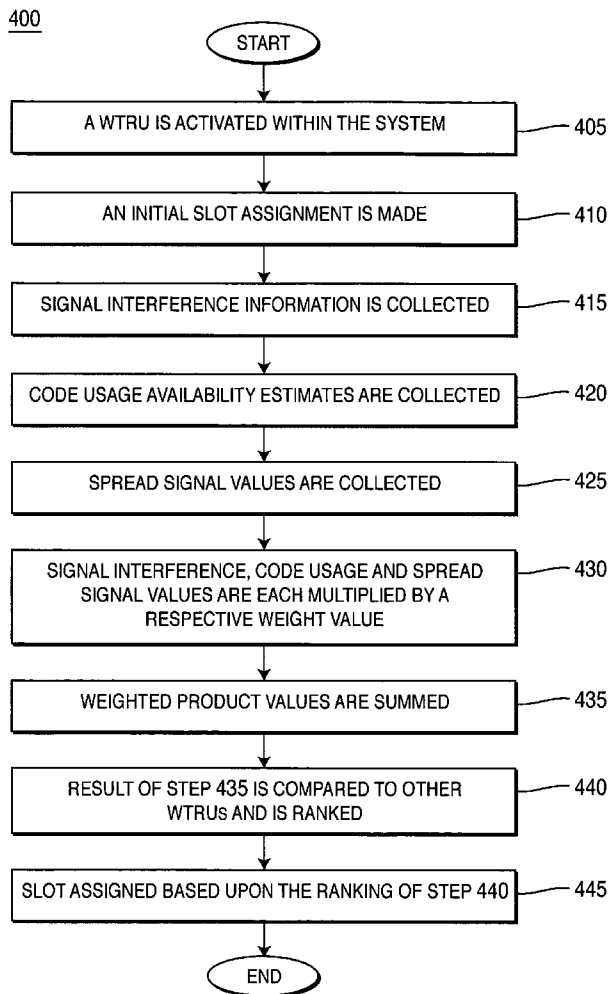 400
START
A WTRU IS ACTIVATED WITHIN THE SYSTEM
405
AN INITIAL SLOT ASSIGNMENT IS MADE
410
SIGNAL INTERFERENCE INFORMATION IS COLLECTED
415
CODE USAGE AVAILABILITY ESTIMATES ARE COLLECTED
420
SPREAD SIGNAL VALUES ARE COLLECTED
425
SIGNAL INTERFERENCE, CODE USAGE AND SPREAD
SIGNAL VALUES ARE EACH MULTIPLIED BY A
RESPECTIVE WEIGHT VALUE
430
WEIGHTED PRODUCT VALUES ARE SUMMED
435
RESULT OF STEP 435 IS COMPARED TO OTHER
WTRUs AND IS RANKED
440
SLOT ASSIGNED BASED UPON THE RANKING OF STEP 440
445
END